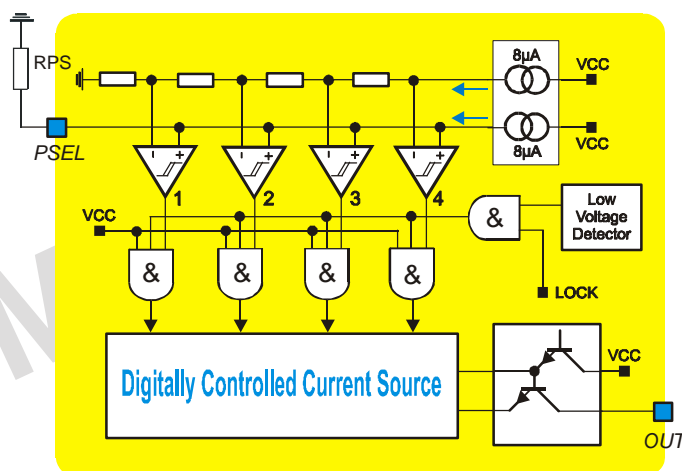 RPS
8µA
VCC
VCC
8µA
PSEL
1
2
3
4
VCC
&
Low
Voltage
Detector
LOCK
&
&
&
&
Digitally Controlled Current Source
VCC
OUT